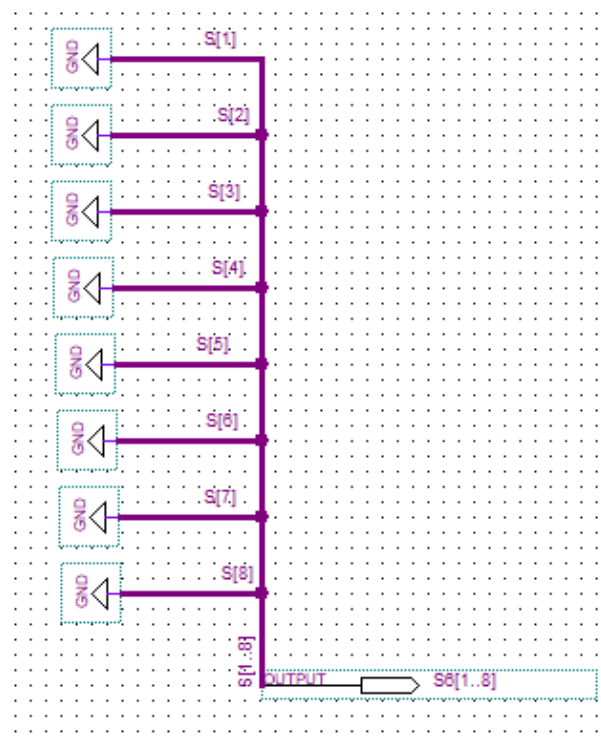 S[1]
GND
S[2]
GND
S[3]
GND
S[4]
GND
S[5]
GND
S[6]
GND
S[7]
GND
S[8]
GND
S[1..8]
OUTPUT
S6[1..8]